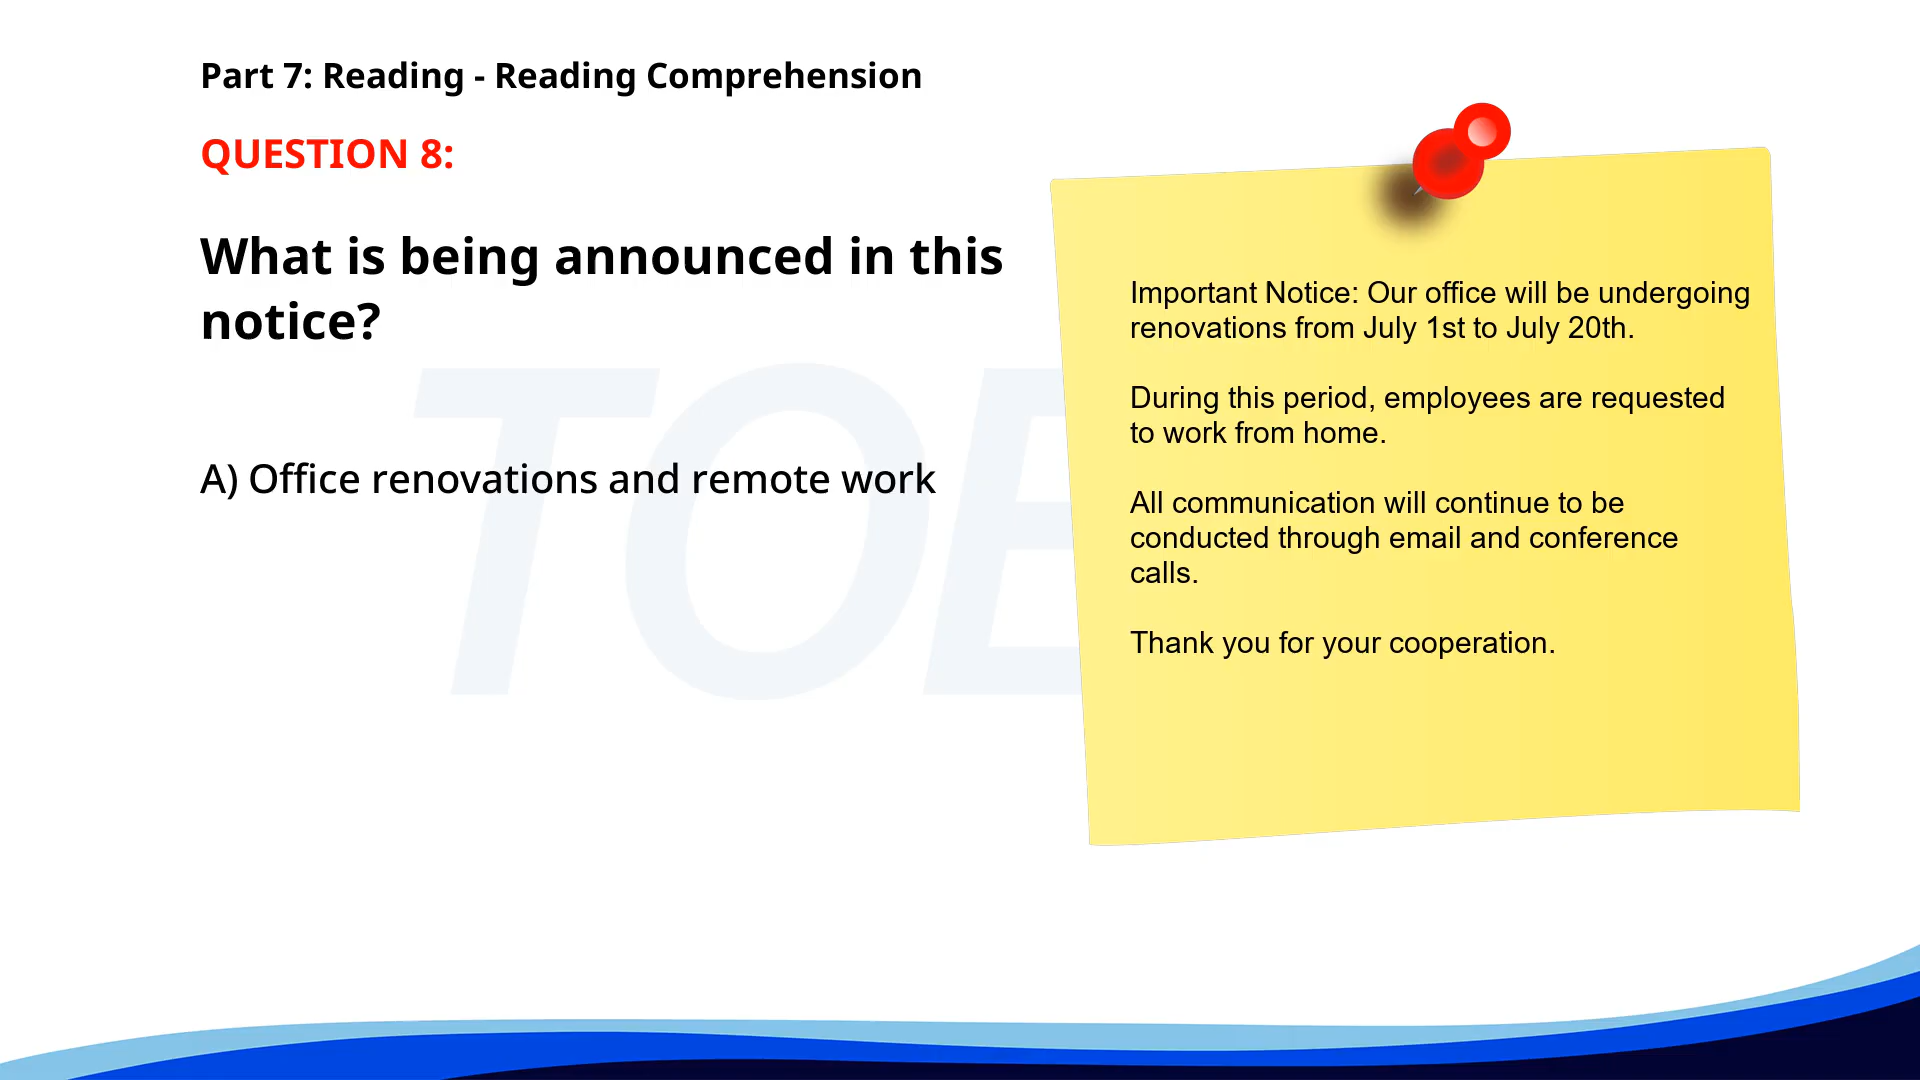 Part 7: Reading - Reading Comprehension
QUESTION 8:
What is being announced in this
notice?
A) Office renovations and remote work
Important Notice: Our office will be undergoing
renovations from July 1st to July 20th.
During this period, employees are requested
to work from home.
All communication will continue to be
conducted through email and conference
calls.
Thank you for your cooperation.